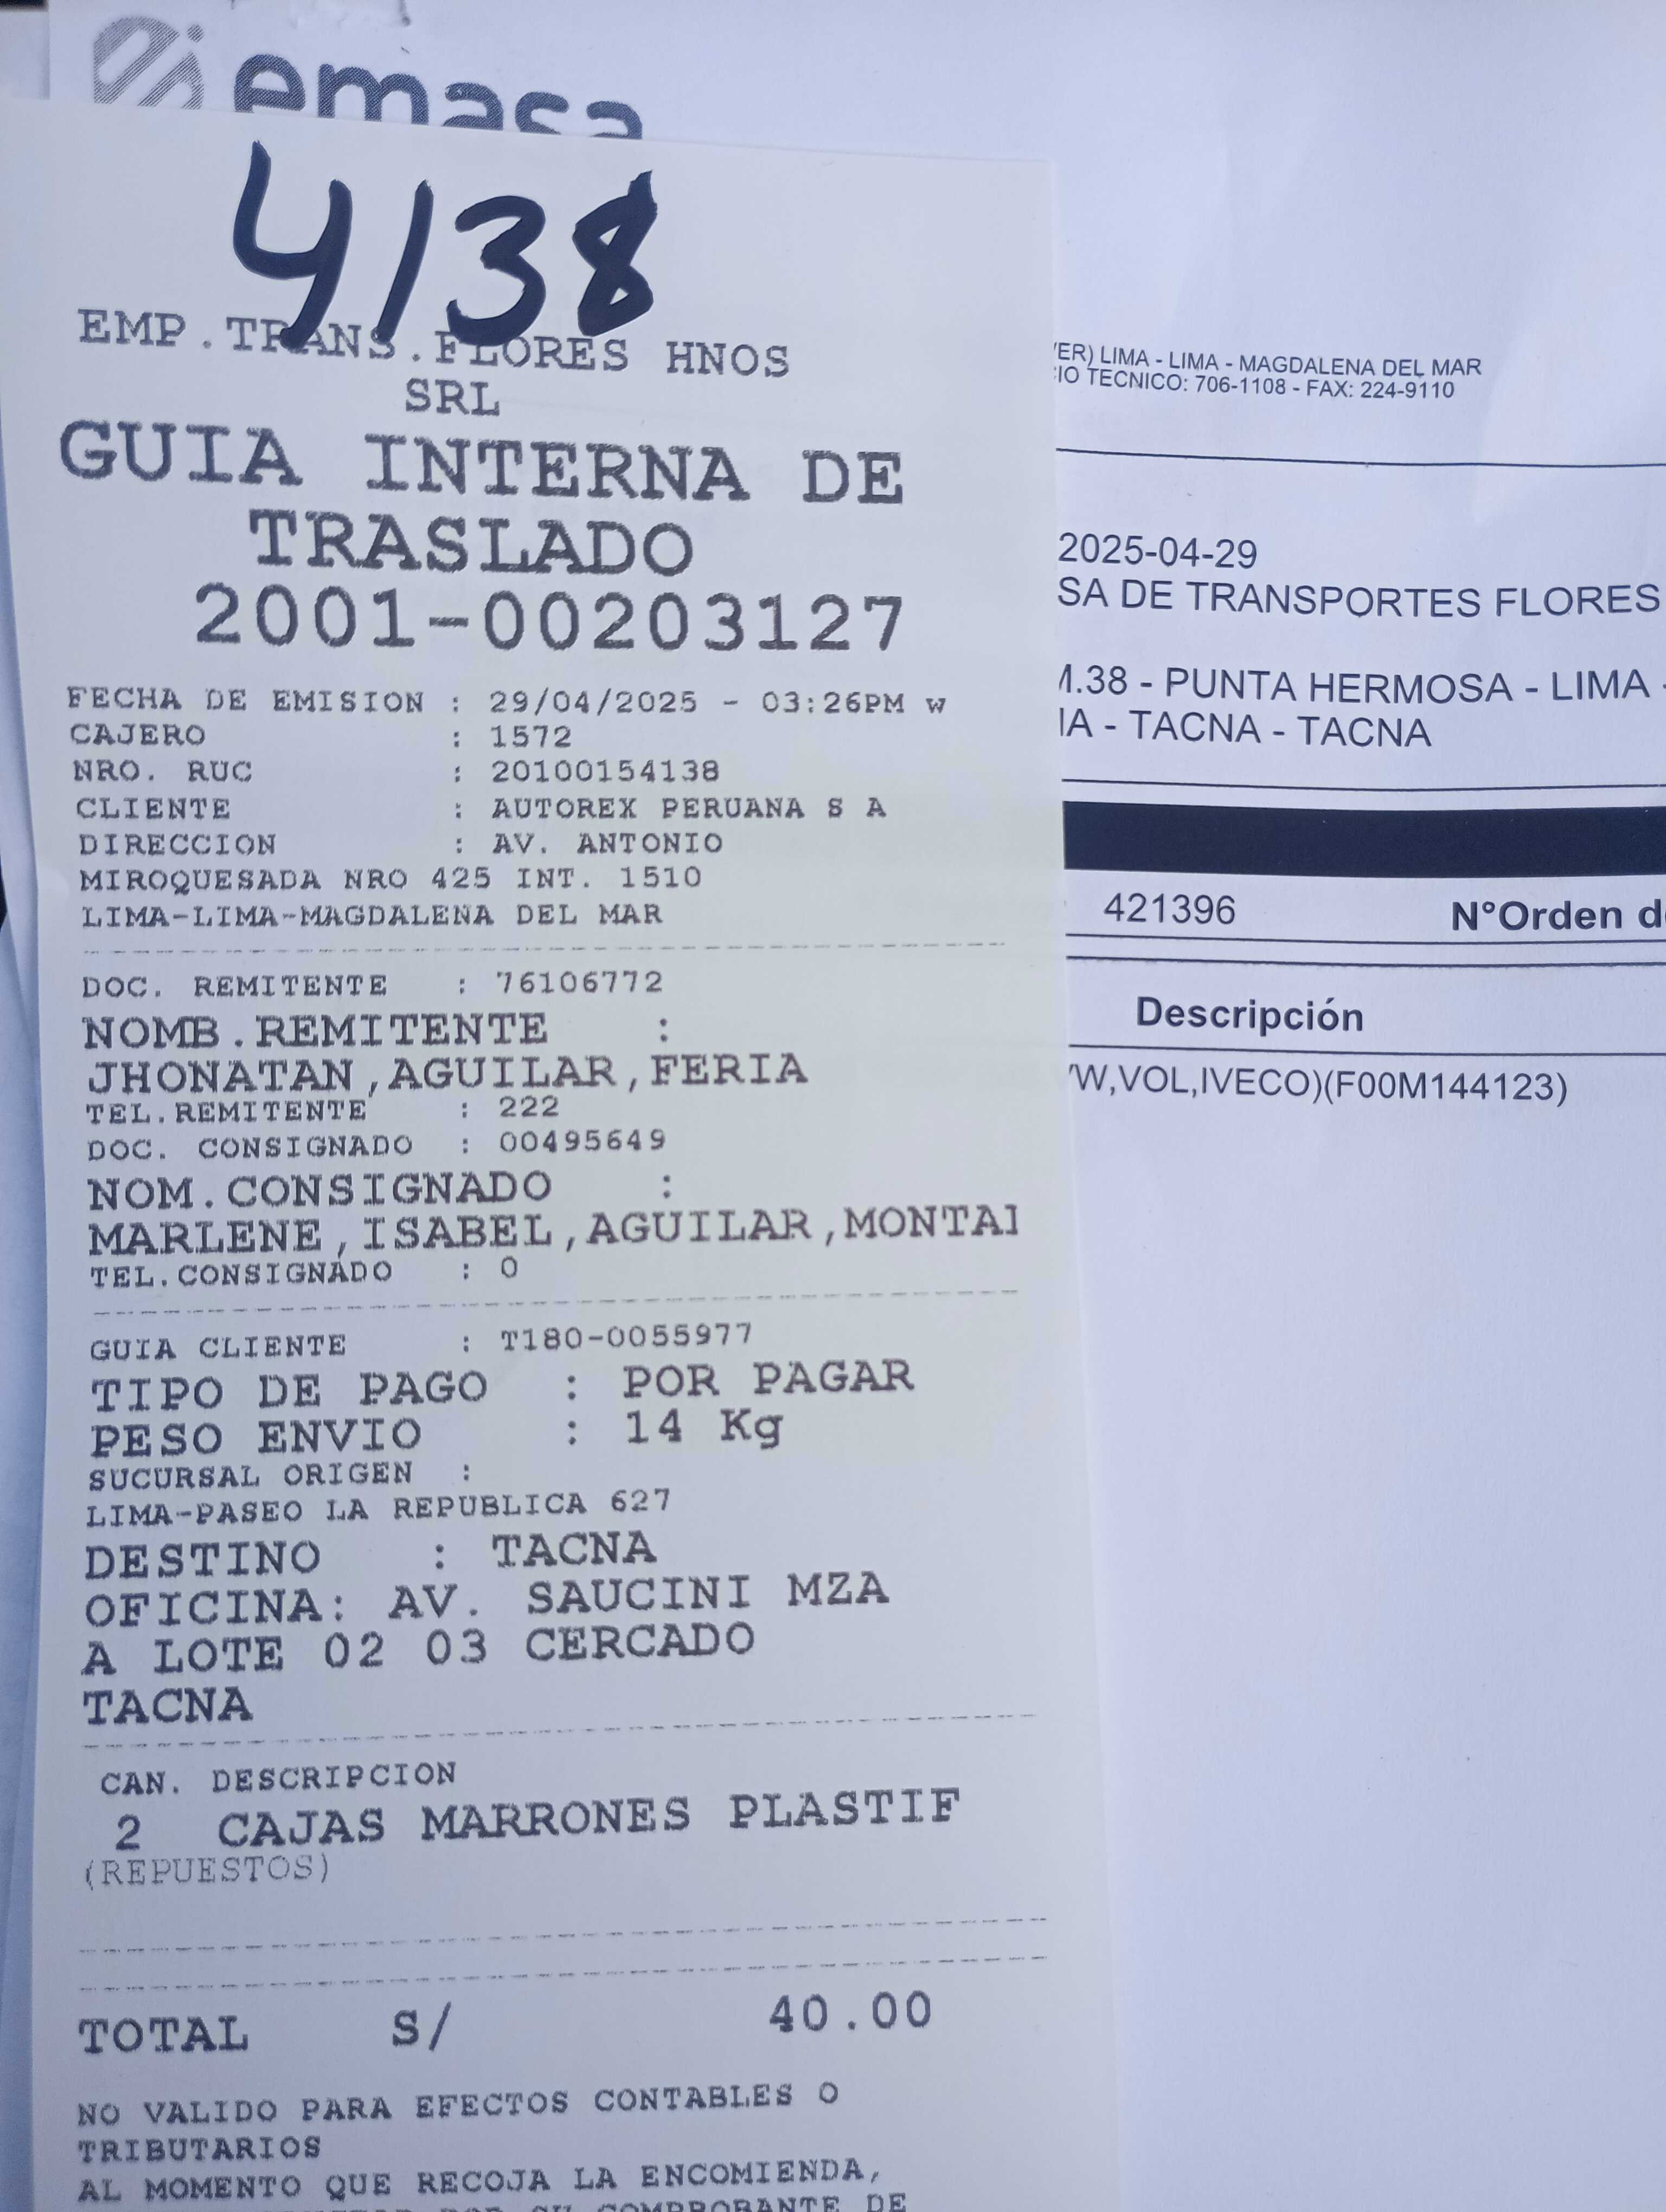 emasa
4138
EMP.TRANS.FLORES HNOS
SRL
GUIA INTERNA DE
TRASLADO
2001-00203127
FECHA DE EMISION : 29/04/2025 - 03:26PM w
CAJERO : 1572
NRO. RUC : 20100154138
CLIENTE : AUTOREX PERUANA S A
DIRECCION : AV. ANTONIO
MIROQUESADA NRO 425 INT. 1510
LIMA-LIMA-MAGDALENA DEL MAR
DOC. REMITENTE : 76106772
NOMB.REMITENTE :
JHONATAN,AGUILAR,FERIA
TEL.REMITENTE : 222
DOC. CONSIGNADO : 00495649
NOM.CONSIGNADO :
MARLENE,ISABEL,AGUILAR,MONTAI
TEL.CONSIGNADO : 0
GUIA CLIENTE : T180-0055977
TIPO DE PAGO : POR PAGAR
PESO ENVIO : 14 Kg
SUCURSAL ORIGEN :
LIMA-PASEO LA REPUBLICA 627
DESTINO : TACNA
OFICINA: AV. SAUCINI MZA
A LOTE 02 03 CERCADO
TACNA
CAN. DESCRIPCION
2 CAJAS MARRONES PLASTIF
(REPUESTOS)
TOTAL S/ 40.00
NO VALIDO PARA EFECTOS CONTABLES O
TRIBUTARIOS
AL MOMENTO QUE RECOJA LA ENCOMIENDA,
POR SU COMPROBANTE DE
ER) LIMA - LIMA - MAGDALENA DEL MAR
IO TECNICO: 706-1108 - FAX: 224-9110
2025-04-29
SA DE TRANSPORTES FLORES
M.38 - PUNTA HERMOSA - LIMA -
IA - TACNA - TACNA
421396 N°Orden d
Descripción
W,VOL,IVECO)(F00M144123)